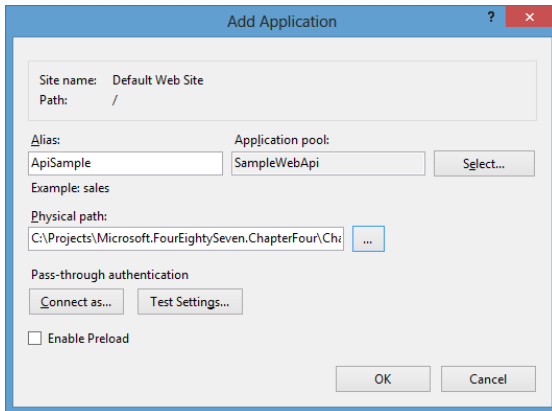 Add Application
?
Site name: Default Web Site
Path: /
Alias: Application pool:
ApiSample SampleWebApi Select...
Example: sales
Physical path:
C:\Projects\Microsoft.FourEightySeven.ChapterFour\Cha ...
Pass-through authentication
Connect as... Test Settings...
Enable Preload
OK Cancel